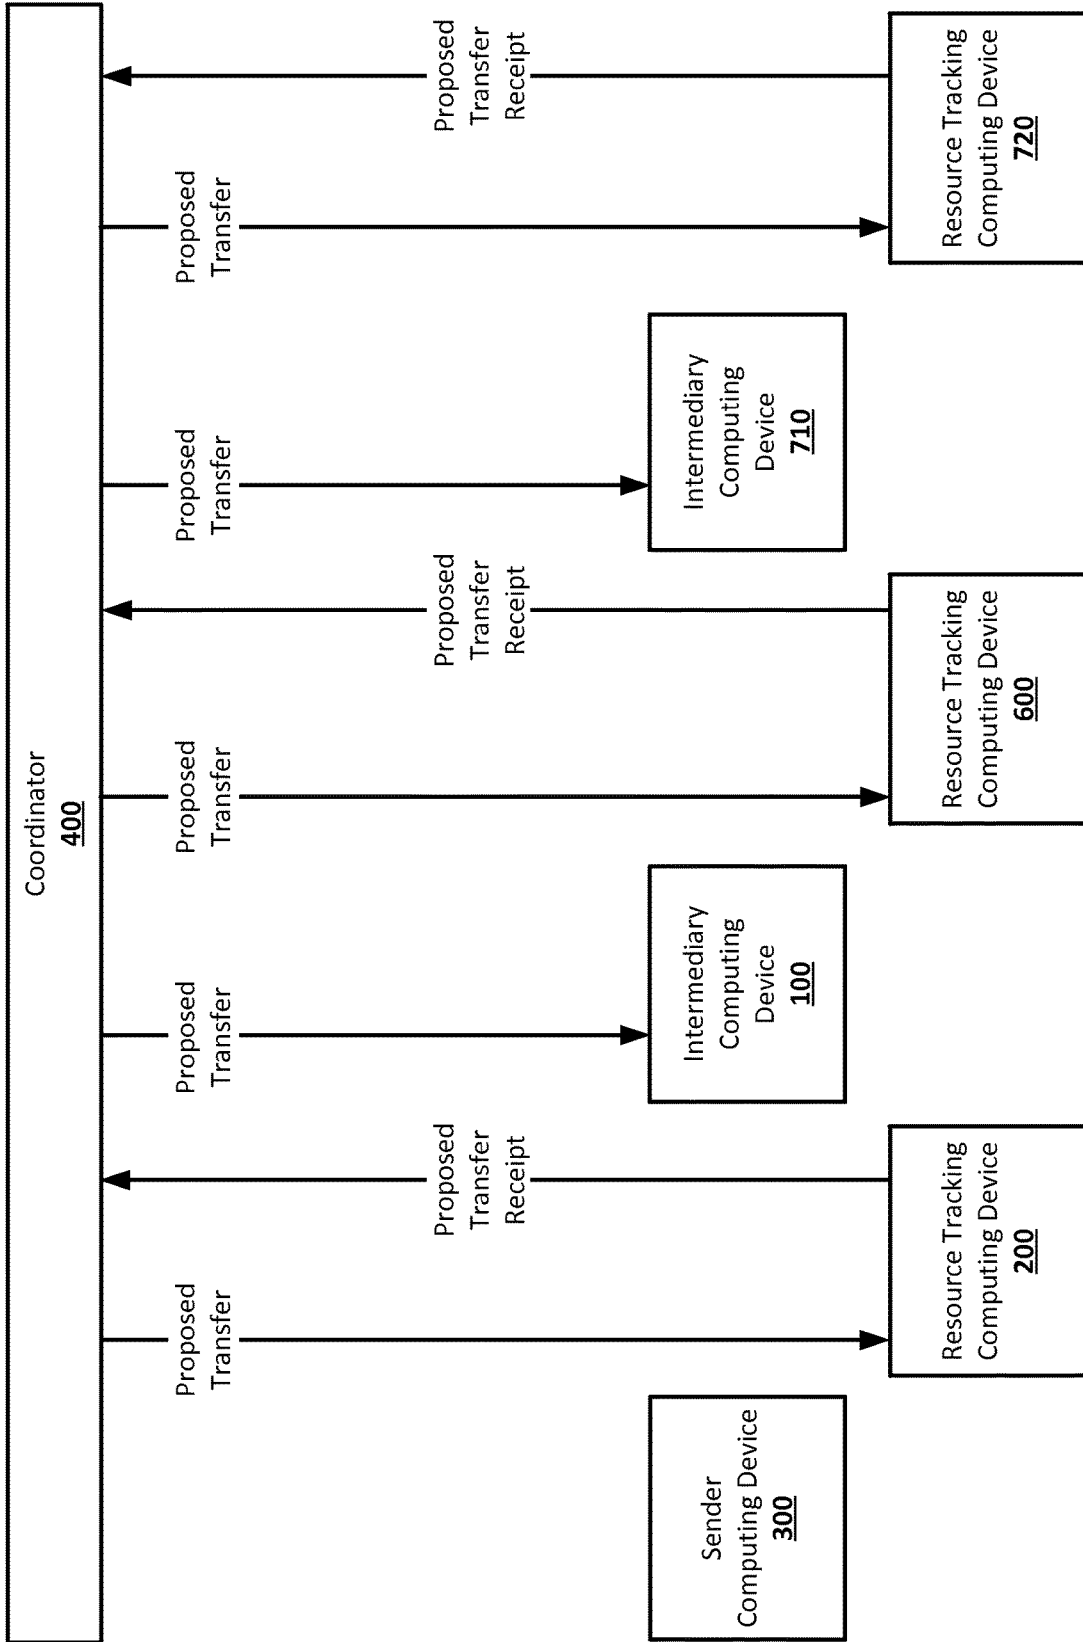 Coordinator
400
Proposed
Transfer
Proposed
Transfer
Receipt
Proposed
Transfer
Proposed
Transfer
Proposed
Transfer
Receipt
Proposed
Transfer
Proposed
Transfer
Proposed
Transfer
Receipt
Sender
Computing Device
300
Intermediary
Computing
Device
100
Intermediary
Computing
Device
710
Resource Tracking
Computing Device
200
Resource Tracking
Computing Device
600
Resource Tracking
Computing Device
720